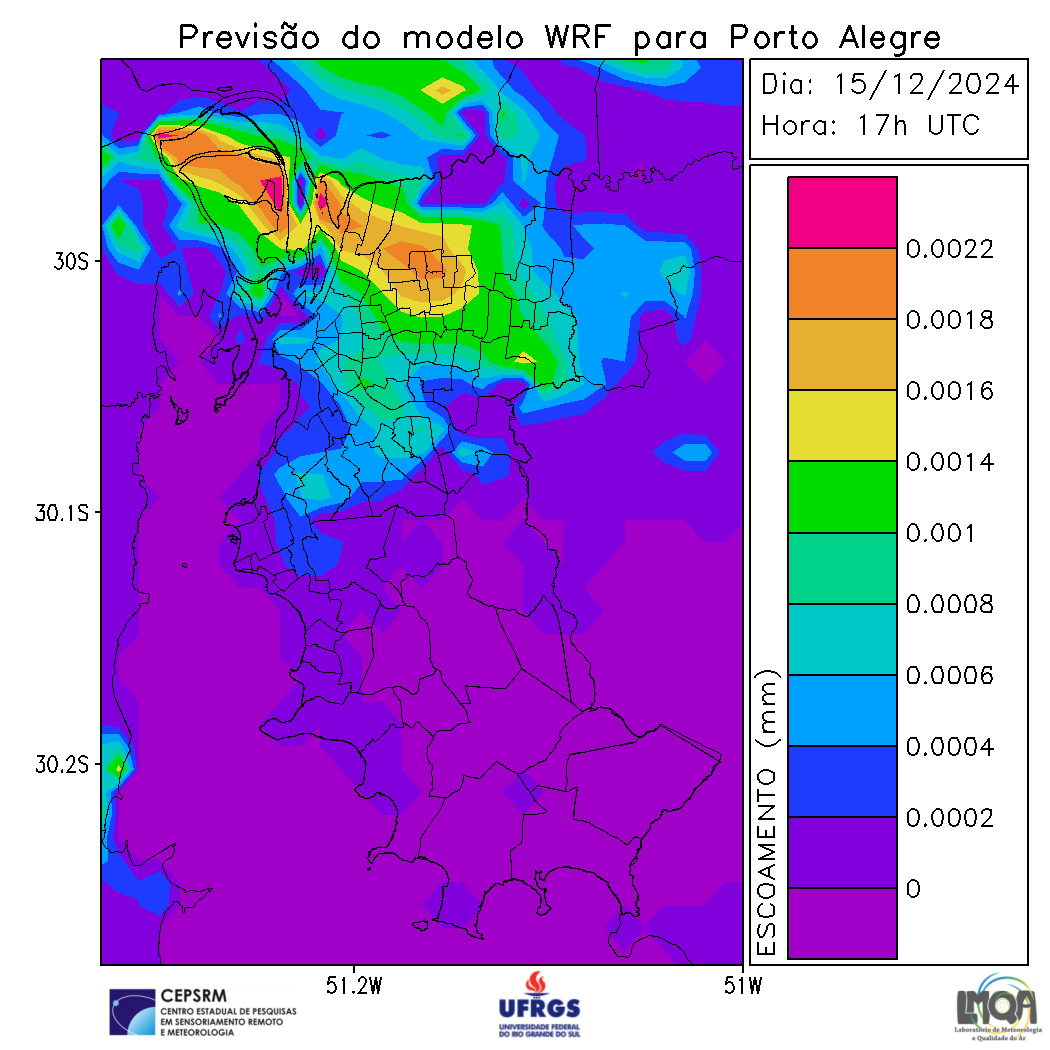 Previsão do modelo WRF para Porto Alegre
Dia: 15/12/2024
Hora: 17h UTC
30S
30.1S
30.2S
51.2W
51W
ESCOAMENTO (mm)
0.0022
0.0018
0.0016
0.0014
0.001
0.0008
0.0006
0.0004
0.0002
0
CEPSRM
CENTRO ESTADUAL DE PESQUISAS
EM SENSORIAMENTO REMOTO
E METEOROLOGIA
UFRGS
UNIVERSIDADE FEDERAL
DO RIO GRANDE DO SUL
LMQA
Laboratório de Meteorologia
e Qualidade do Ar